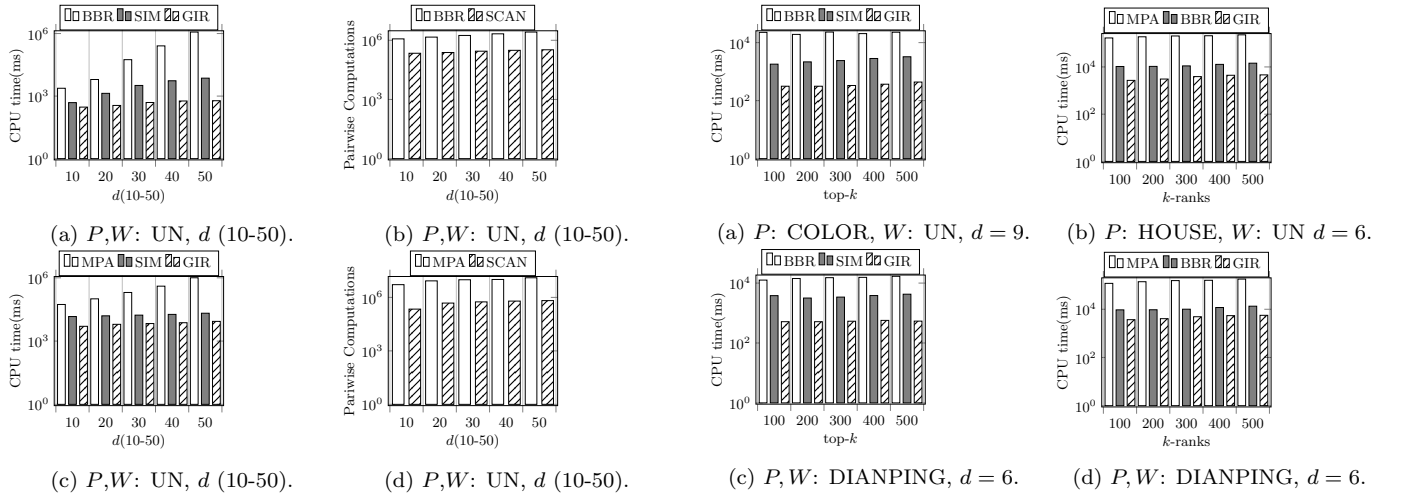 BBR SIM GIR
CPU time(ms)
10^6
10^3
10^0
10 20 30 40 50
d(10-50)
(a) P,W: UN, d (10-50).
BBR SCAN
Pairwise Computations
10^6
10^3
10^0
10 20 30 40 50
d(10-50)
(b) P,W: UN, d (10-50).
BBR SIM GIR
CPU time(ms)
10^4
10^2
10^0
100 200 300 400 500
top-k
(a) P: COLOR, W: UN, d = 9.
MPA BBR GIR
CPU time(ms)
10^4
10^2
10^0
100 200 300 400 500
k-ranks
(b) P: HOUSE, W: UN d = 6.
MPA SIM GIR
CPU time(ms)
10^6
10^3
10^0
10 20 30 40 50
d(10-50)
(c) P,W: UN, d (10-50).
MPA SCAN
Pariwise Computations
10^6
10^3
10^0
10 20 30 40 50
d(10-50)
(d) P,W: UN, d (10-50).
BBR SIM GIR
CPU time(ms)
10^4
10^2
10^0
100 200 300 400 500
top-k
(c) P, W: DIANPING, d = 6.
MPA BBR GIR
CPU time(ms)
10^4
10^2
10^0
100 200 300 400 500
k-ranks
(d) P, W: DIANPING, d = 6.